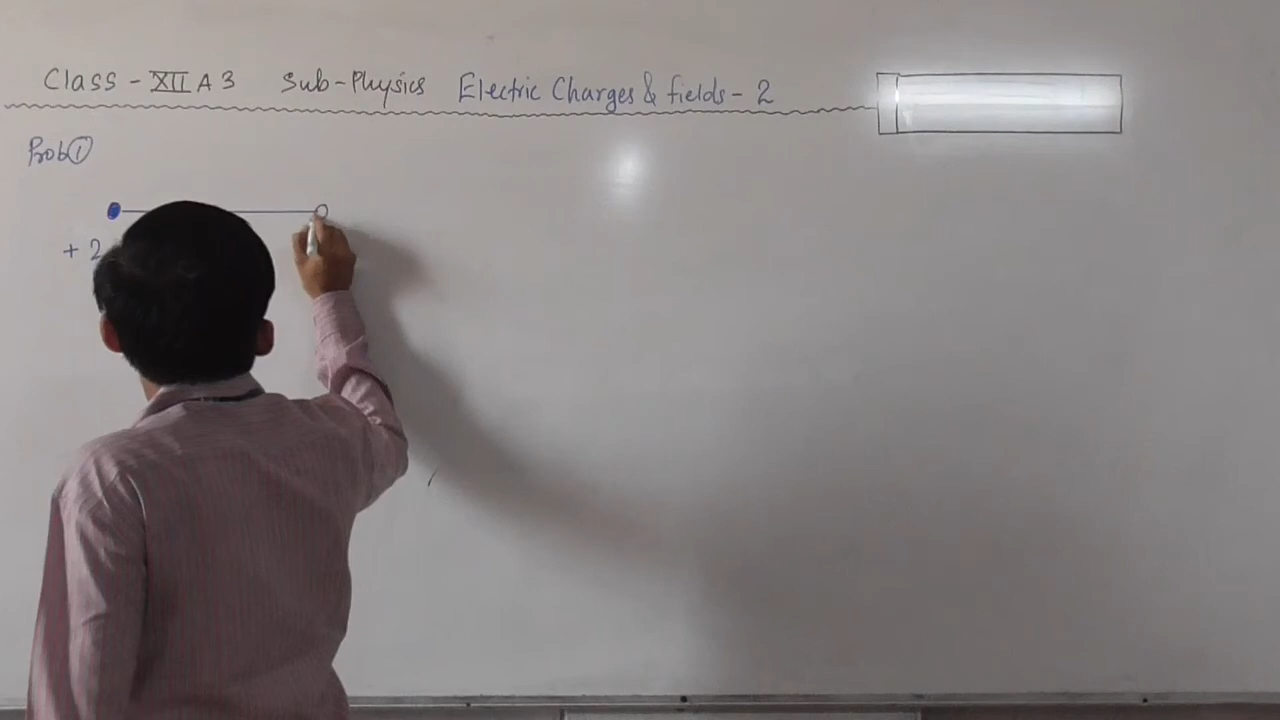 Class - XII A 3 Sub-Physics Electric Charges & fields - 2
Prob ①
+ 2